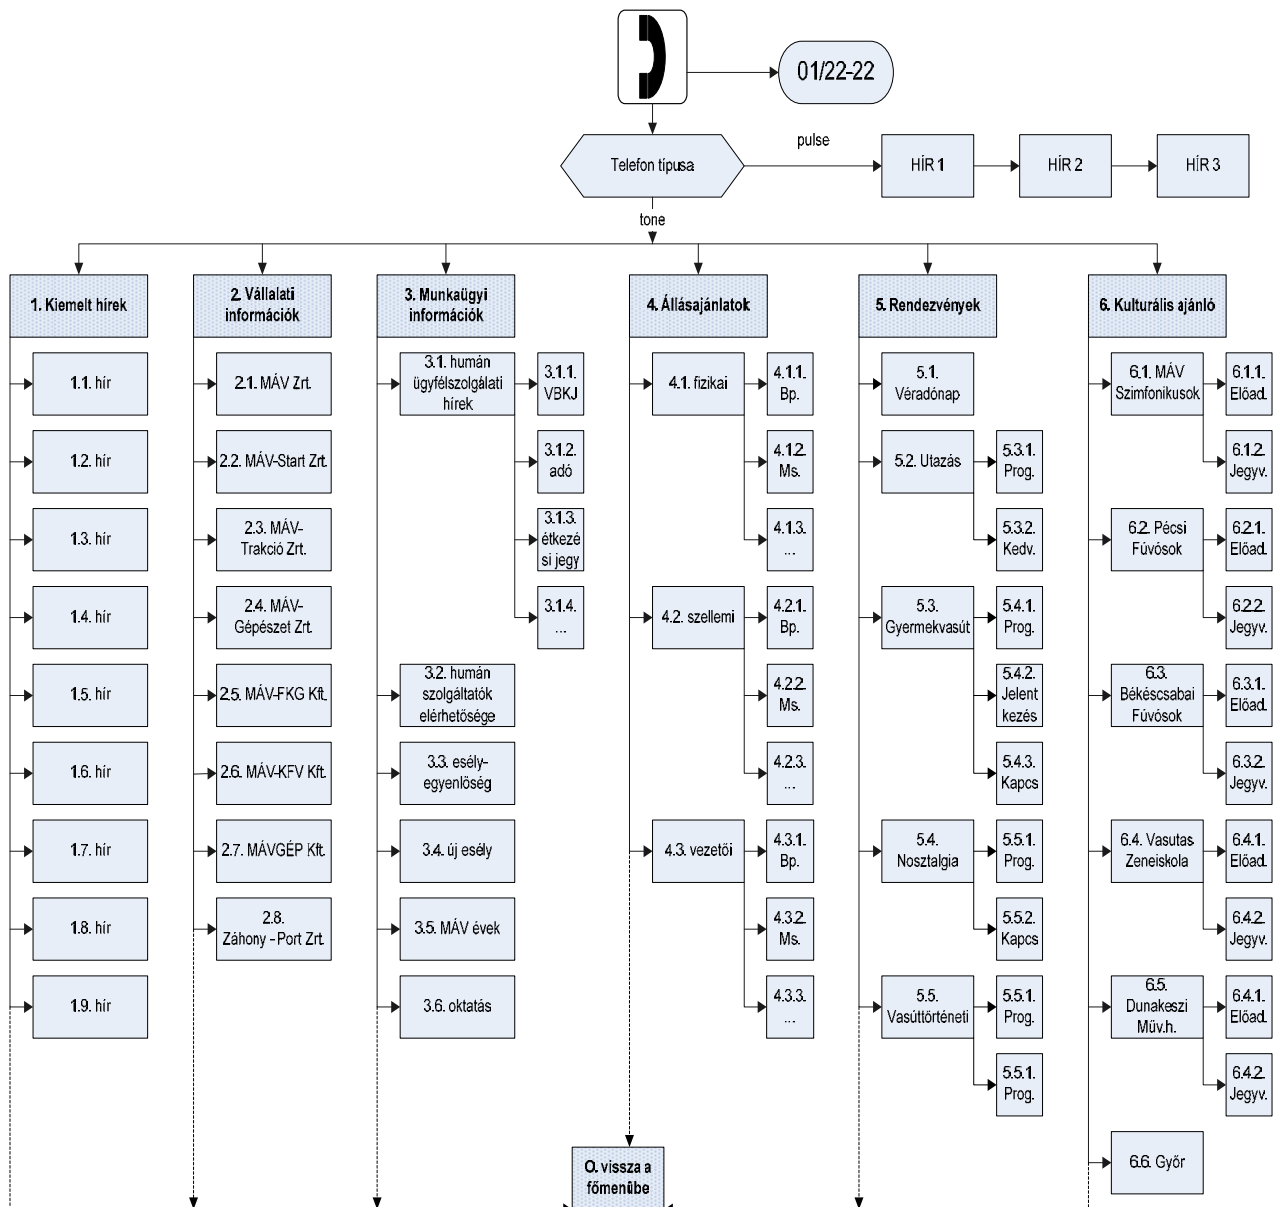 01/22-22
Telefon típusa
pulse
HÍR 1
HÍR 2
HÍR 3
tone
1. Kiemelt hírek
2. Vállalati
információk
3. Munkaügyi
információk
4. Állásajánlatok
5. Rendezvények
6. Kulturális ajánló
1.1. hír
1.2. hír
1.3. hír
1.4. hír
1.5. hír
1.6. hír
1.7. hír
1.8. hír
1.9. hír
2.1. MÁV Zrt.
2.2. MÁV-Start Zrt.
2.3. MÁV-
Trakció Zrt.
2.4. MÁV-
Gépészet Zrt.
2.5. MÁV-FKG Kft.
2.6. MÁV-KFV Kft.
2.7. MÁVGÉP Kft.
2.8.
Záhony - Port Zrt.
3.1. humán
ügyfélszolgálati
hírek
3.1.1.
VBKJ
3.1.2.
adó
3.1.3.
étkezé
si jegy
3.1.4.
...
3.2. humán
szolgáltatók
elérhetősége
3.3. esély-
egyenlőség
3.4. új esély
3.5. MÁV évek
3.6. oktatás
4.1. fizikai
4.1.1.
Bp.
4.1.2.
Ms.
4.1.3.
...
4.2. szellemi
4.2.1.
Bp.
4.2.2.
Ms.
4.2.3.
...
4.3. vezetői
4.3.1.
Bp.
4.3.2.
Ms.
4.3.3.
...
5.1.
Véradónap
5.2. Utazás
5.3.1.
Prog.
5.3.2.
Kedv.
5.3.
Gyermekvasút
5.4.1.
Prog.
5.4.2.
Jelent
kezés
5.4.3.
Kapcs
5.4.
Nosztalgia
5.5.1.
Prog.
5.5.2.
Kapcs
5.5.
Vasúttörténeti
5.5.1.
Prog.
5.5.1.
Prog.
6.1. MÁV
Szimfonikusok
6.1.1.
Előad.
6.1.2.
Jegyv.
6.2. Pécsi
Fúvósok
6.2.1.
Előad.
6.2.2.
Jegyv.
6.3.
Békéscsabai
Fúvósok
6.3.1.
Előad.
6.3.2.
Jegyv.
6.4. Vasutas
Zeneiskola
6.4.1.
Előad.
6.4.2.
Jegyv.
6.5.
Dunakeszi
Műv.h.
6.4.1.
Előad.
6.4.2.
Jegyv.
6.6. Győr
O. vissza a
főmenübe